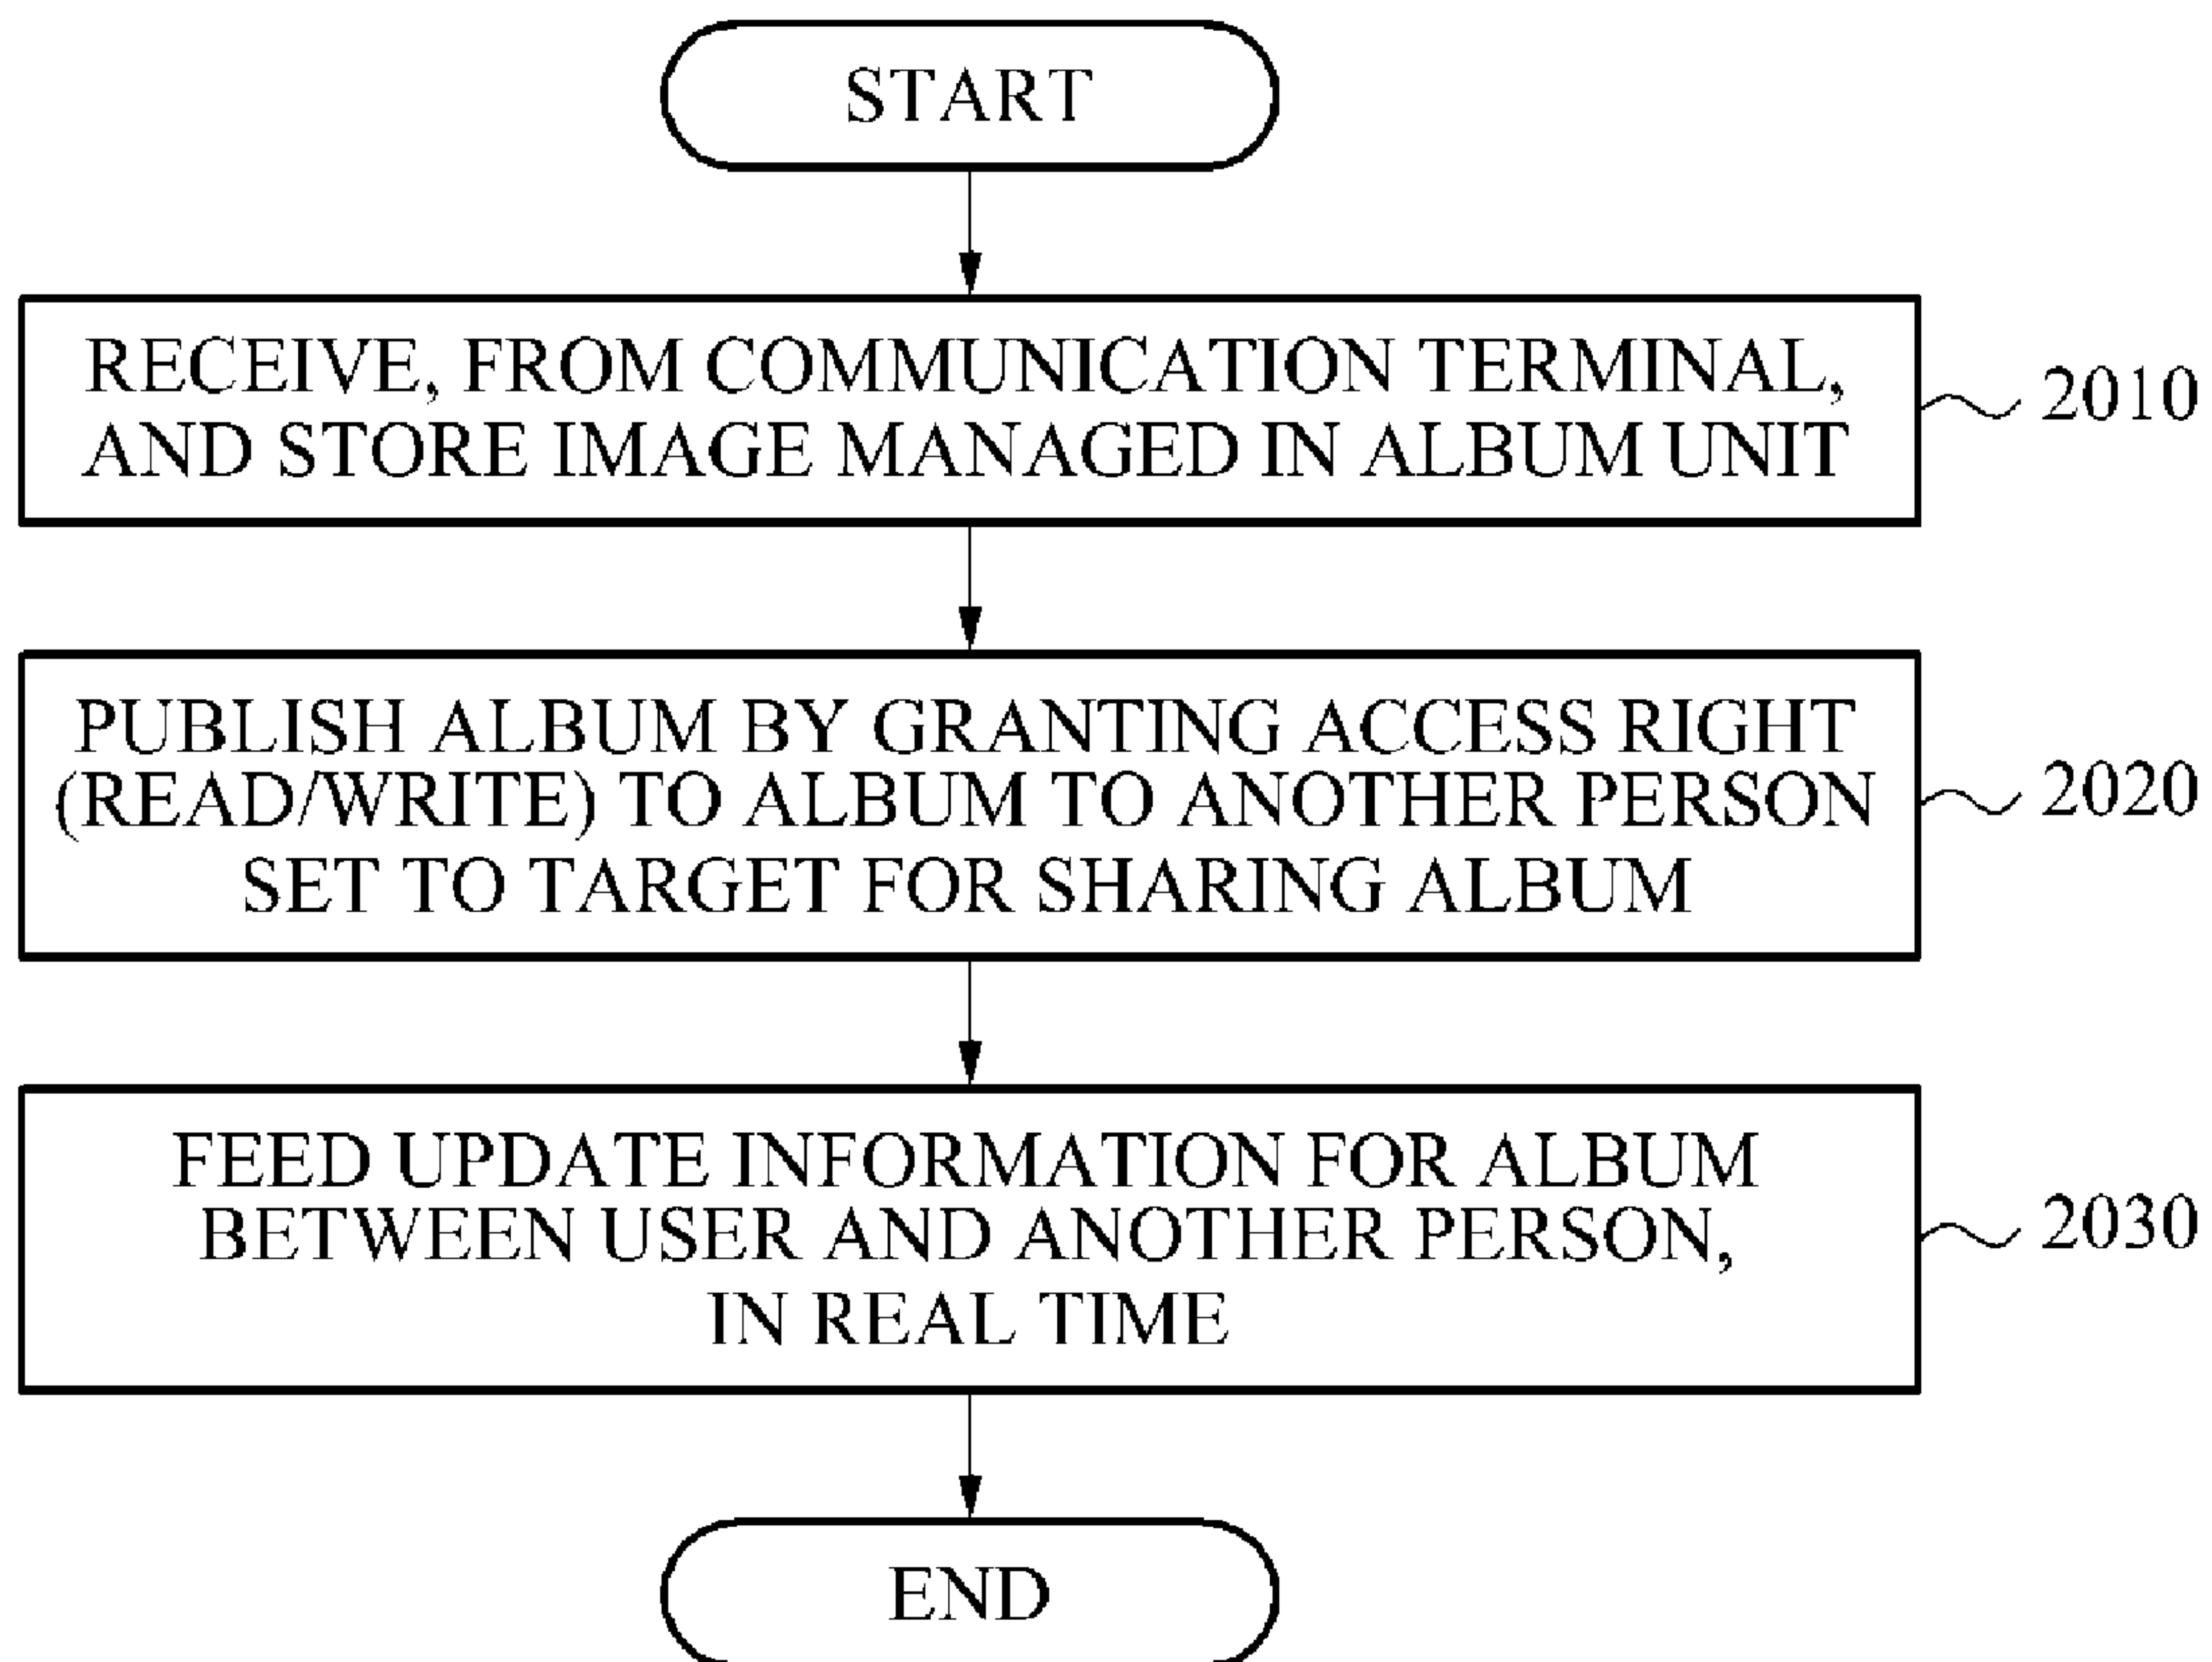 START
RECEIVE, FROM COMMUNICATION TERMINAL,
AND STORE IMAGE MANAGED IN ALBUM UNIT
2010
PUBLISH ALBUM BY GRANTING ACCESS RIGHT
(READ/WRITE) TO ALBUM TO ANOTHER PERSON
SET TO TARGET FOR SHARING ALBUM
2020
FEED UPDATE INFORMATION FOR ALBUM
BETWEEN USER AND ANOTHER PERSON,
IN REAL TIME
2030
END